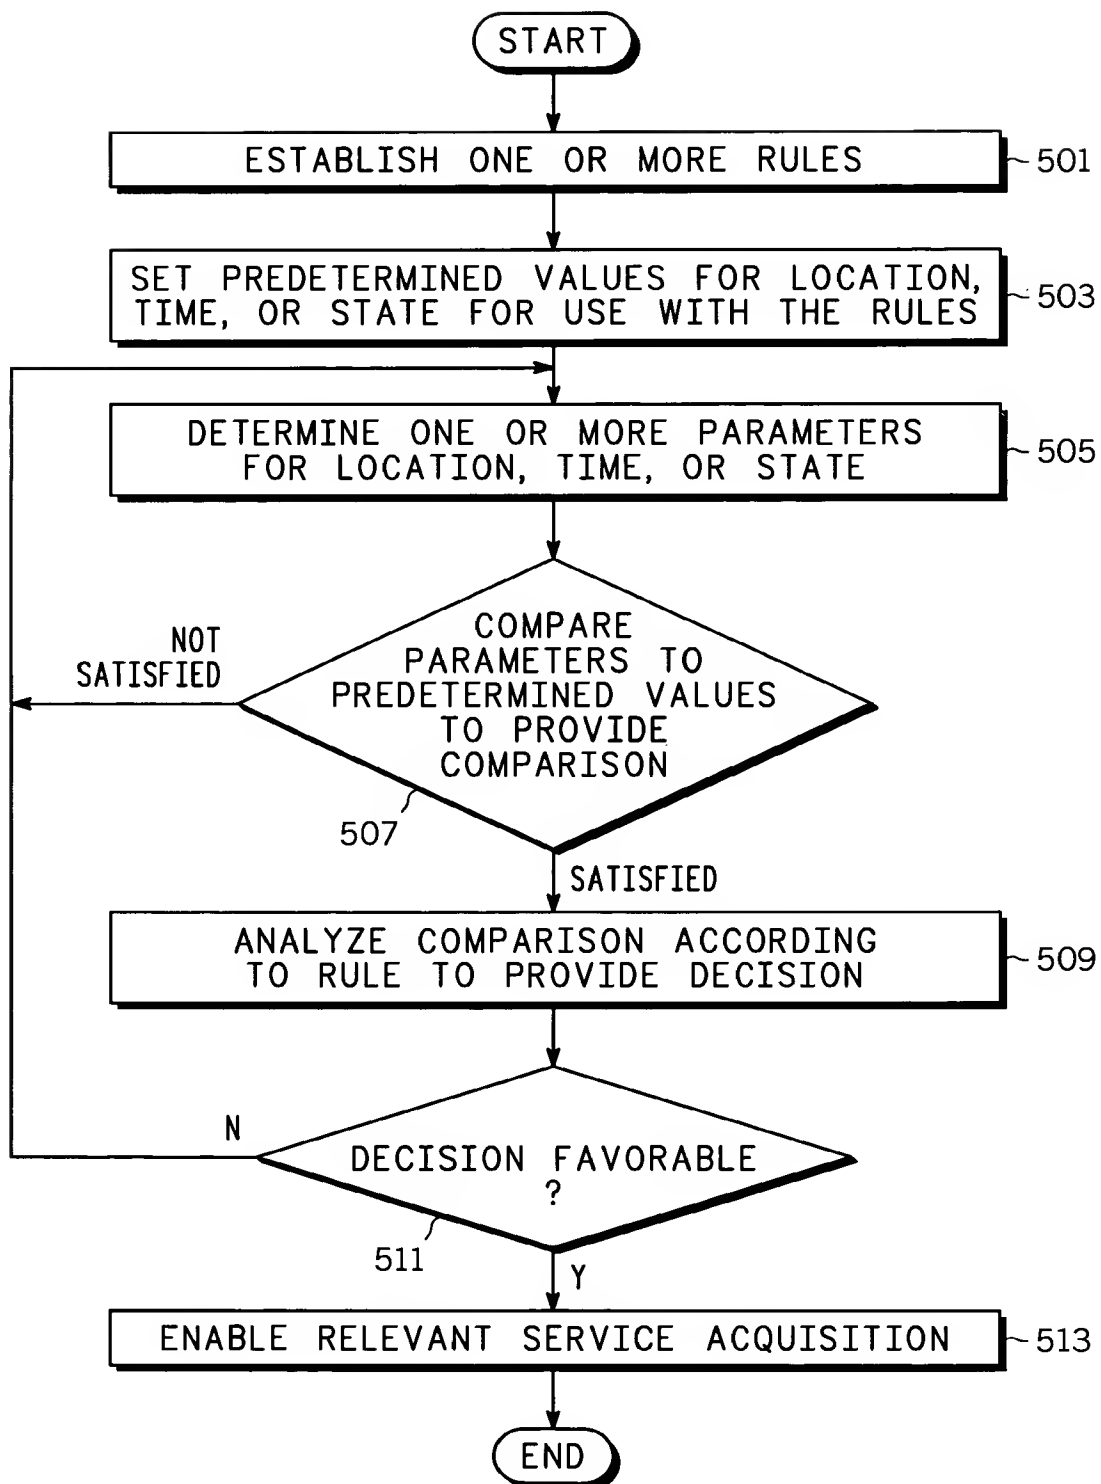 START
ESTABLISH ONE OR MORE RULES
501
SET PREDETERMINED VALUES FOR LOCATION,
TIME, OR STATE FOR USE WITH THE RULES
503
DETERMINE ONE OR MORE PARAMETERS
FOR LOCATION, TIME, OR STATE
505
NOT
SATISFIED
COMPARE
PARAMETERS TO
PREDETERMINED VALUES
TO PROVIDE
COMPARISON
507
SATISFIED
ANALYZE COMPARISON ACCORDING
TO RULE TO PROVIDE DECISION
509
N
DECISION FAVORABLE
?
511
Y
ENABLE RELEVANT SERVICE ACQUISITION
513
END